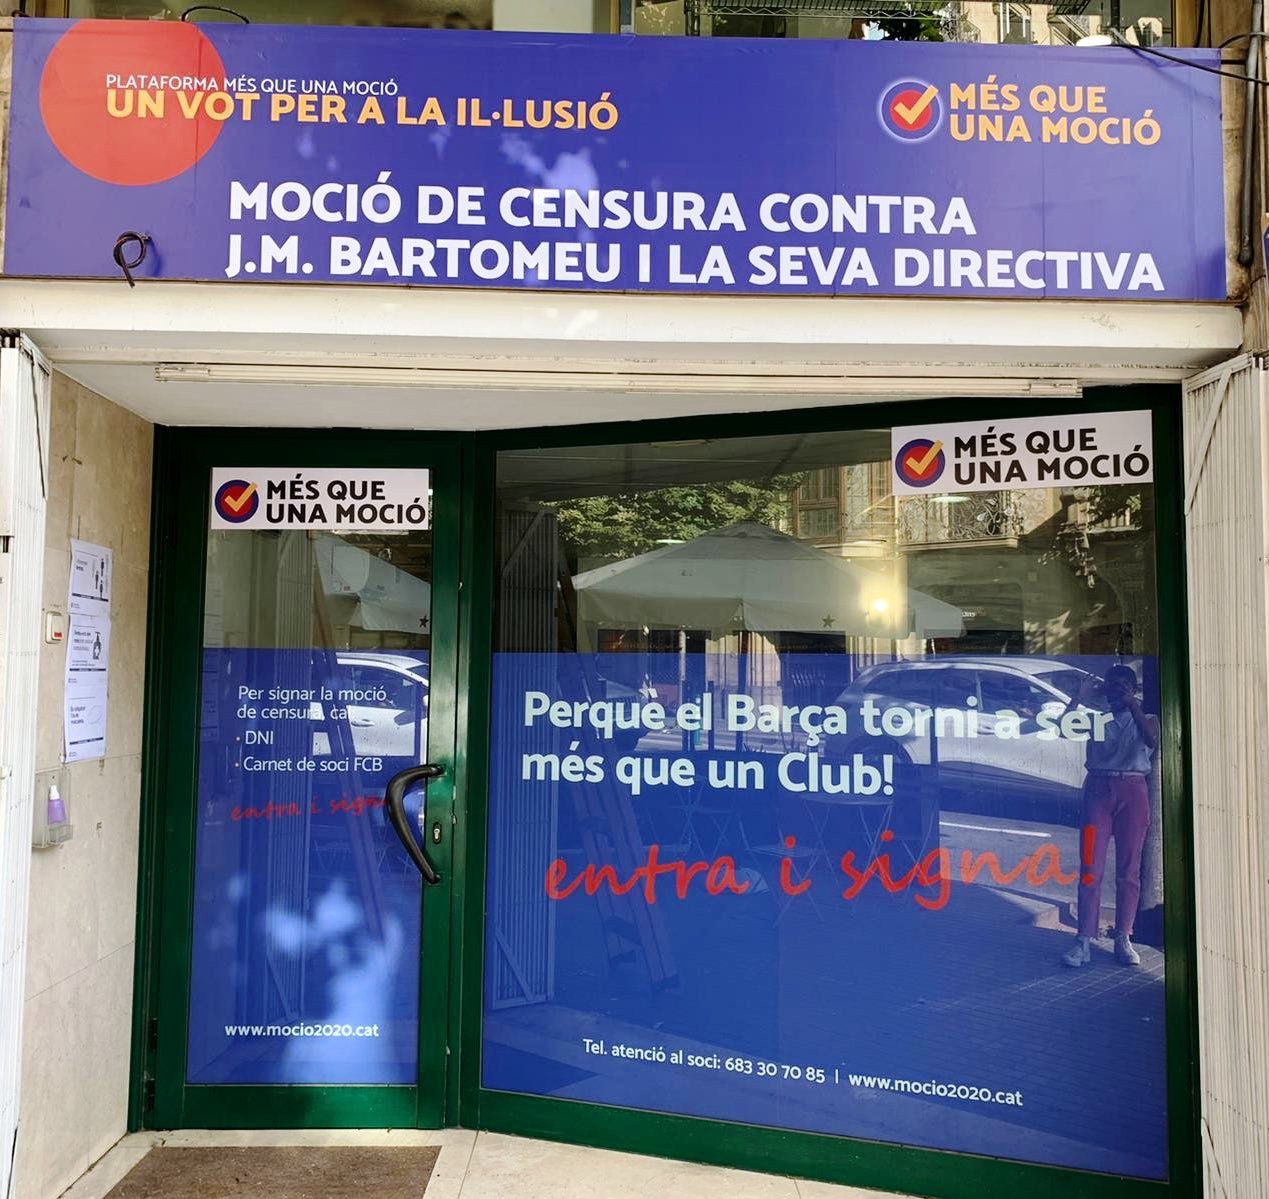 PLATAFORMA MÉS QUE UNA MOCIÓ
UN VOT PER A LA IL·LUSIÓ
MÉS QUE
UNA MOCIÓ
MOCIÓ DE CENSURA CONTRA
J.M. BARTOMEU I LA SEVA DIRECTIVA
MÉS QUE
UNA MOCIÓ
MÉS QUE
UNA MOCIÓ
Per signar la moció
de censura, cal:
· DNI
· Carnet de soci FCB
entra i signa
www.mocio2020.cat
Perquè el Barça torni a ser
més que un Club!
entra i signa!
Tel. atenció al soci: 683 30 70 85 | www.mocio2020.cat